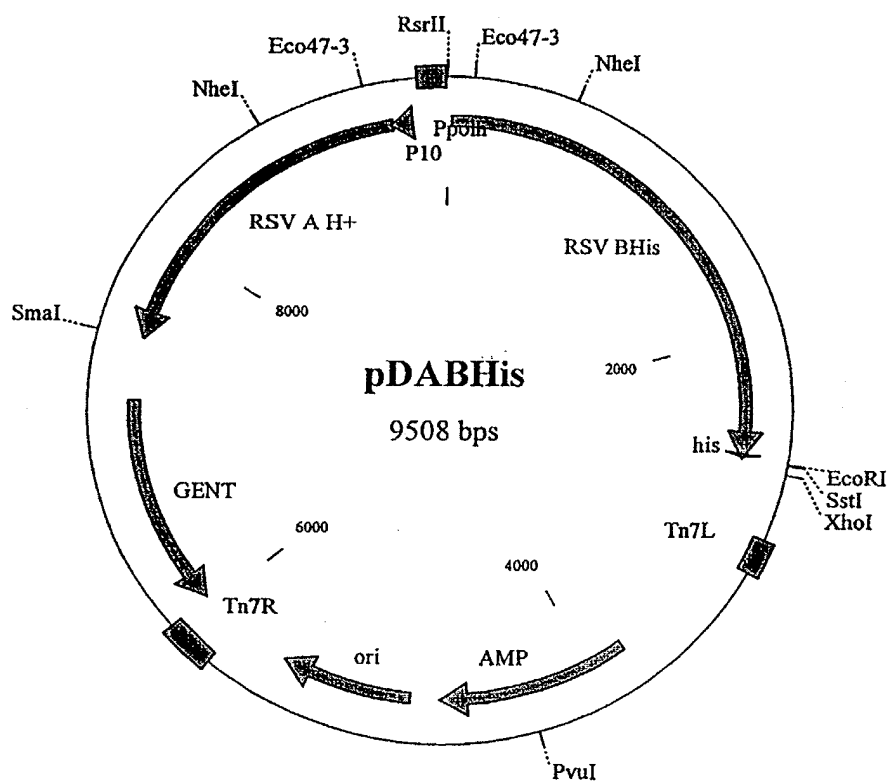 RsrII
Eco47-3
Eco47-3
NheI
NheI
P10
RSV A H+
RSV BHis
SmaI
8000
2000
pDABHis
9508 bps
his
EcoRI
SstI
XhoI
GENT
Tn7L
6000
4000
Tn7R
ori
AMP
PvuI